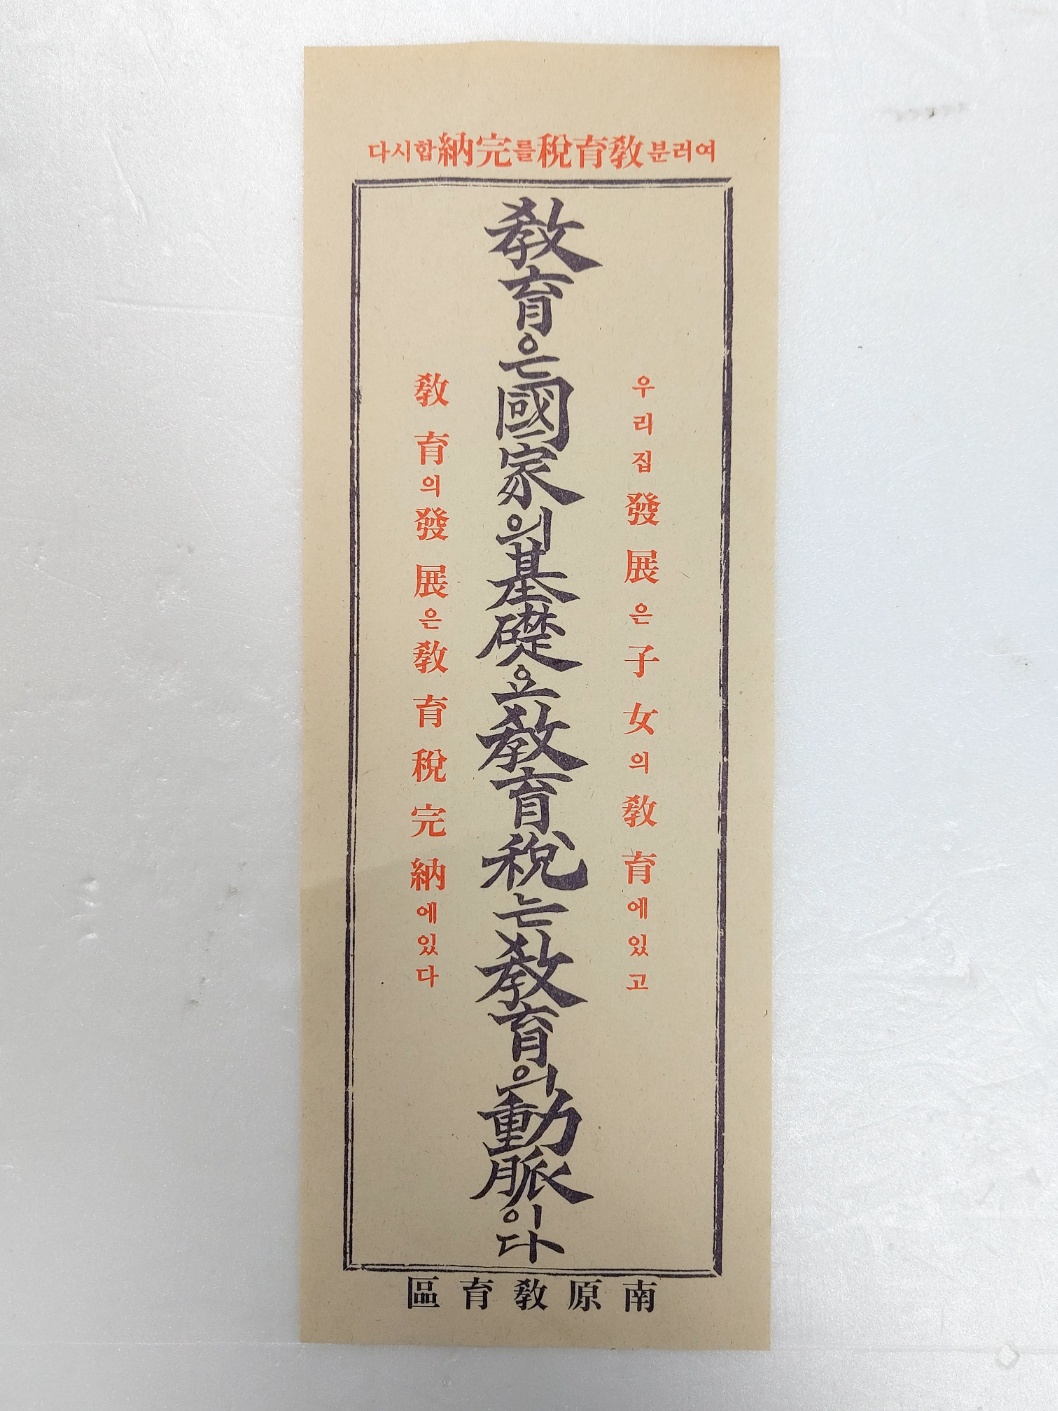 여러분敎育稅를完納합시다
우리집發展은子女의敎育에있고
敎育은國家의基礎요敎育稅는敎育의動脈이다
敎育의發展은敎育稅完納에있다
南原敎育區